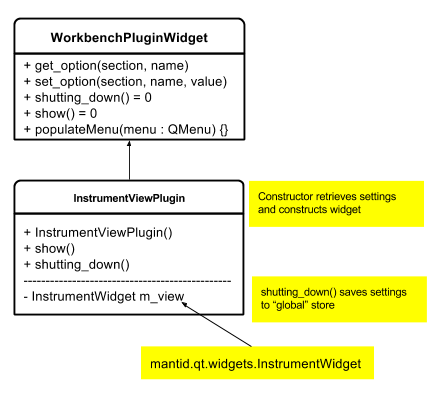 WorkbenchPluginWidget
+ get_option(section, name)
+ set_option(section, name, value)
+ shutting_down() = 0
+ show() = 0
+ populateMenu(menu : QMenu) {}
InstrumentViewPlugin
+ InstrumentViewPlugin()
+ show()
+ shutting_down()
- InstrumentWidget m_view
Constructor retrieves settings
and constructs widget
shutting_down() saves settings
to “global” store
mantid.qt.widgets.InstrumentWidget